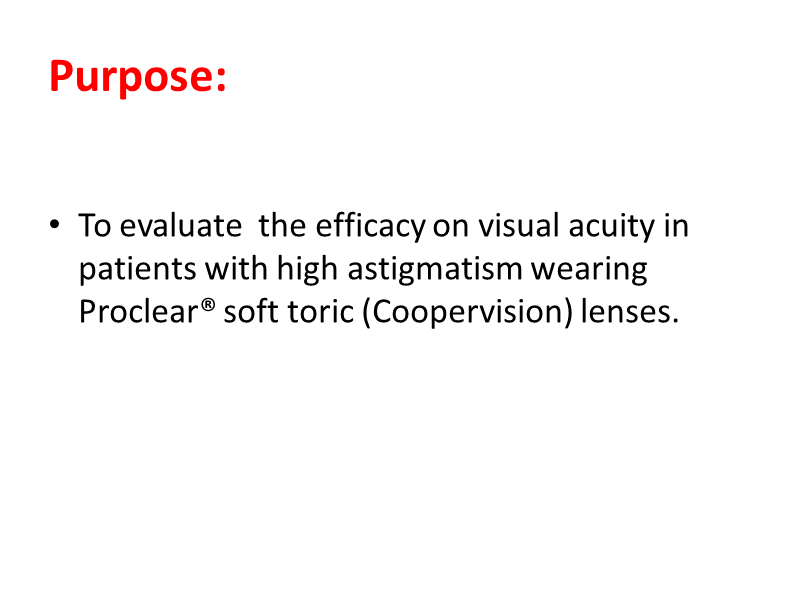 Purpose:
• To evaluate  the efficacy on visual acuity in
patients with high astigmatism wearing
Proclear® soft toric (Coopervision) lenses.